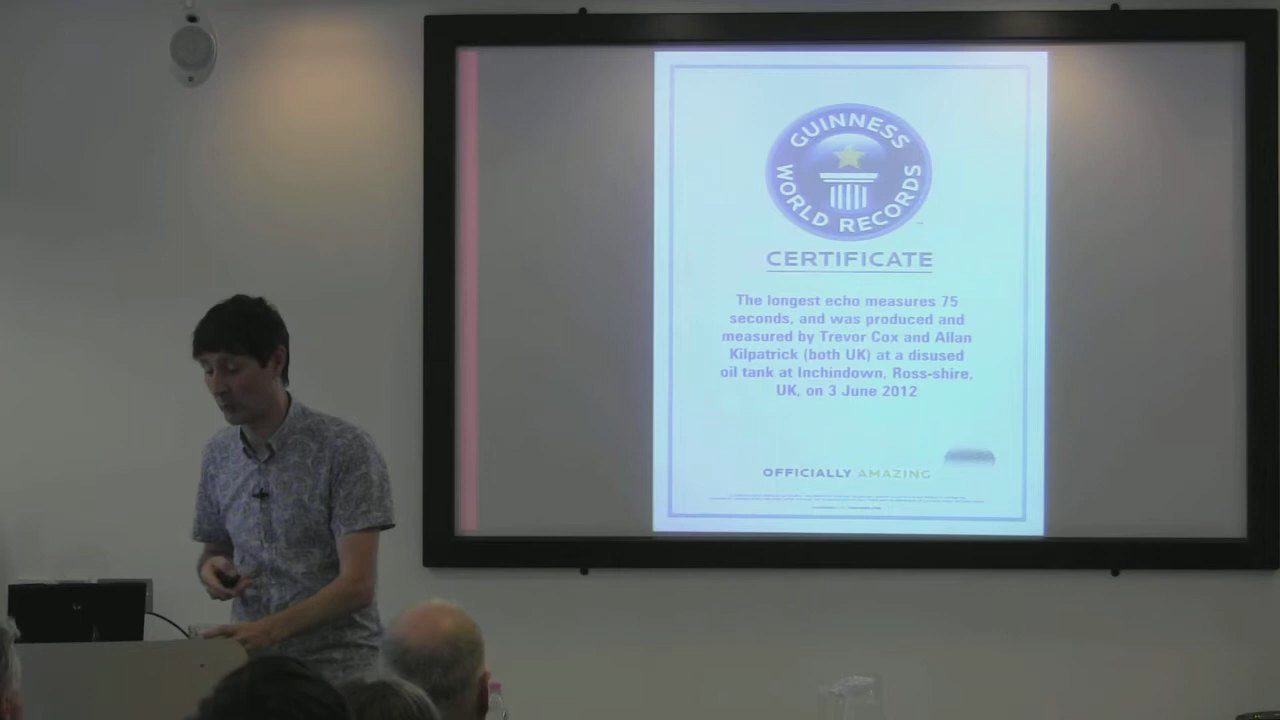 GUINNESS
WORLD RECORDS
CERTIFICATE
The longest echo measures 75
seconds, and was produced and
measured by Trevor Cox and Allan
Kilpatrick (both UK) at a disused
oil tank at Inchindown, Ross-shire,
UK, on 3 June 2012
OFFICIALLY AMAZING